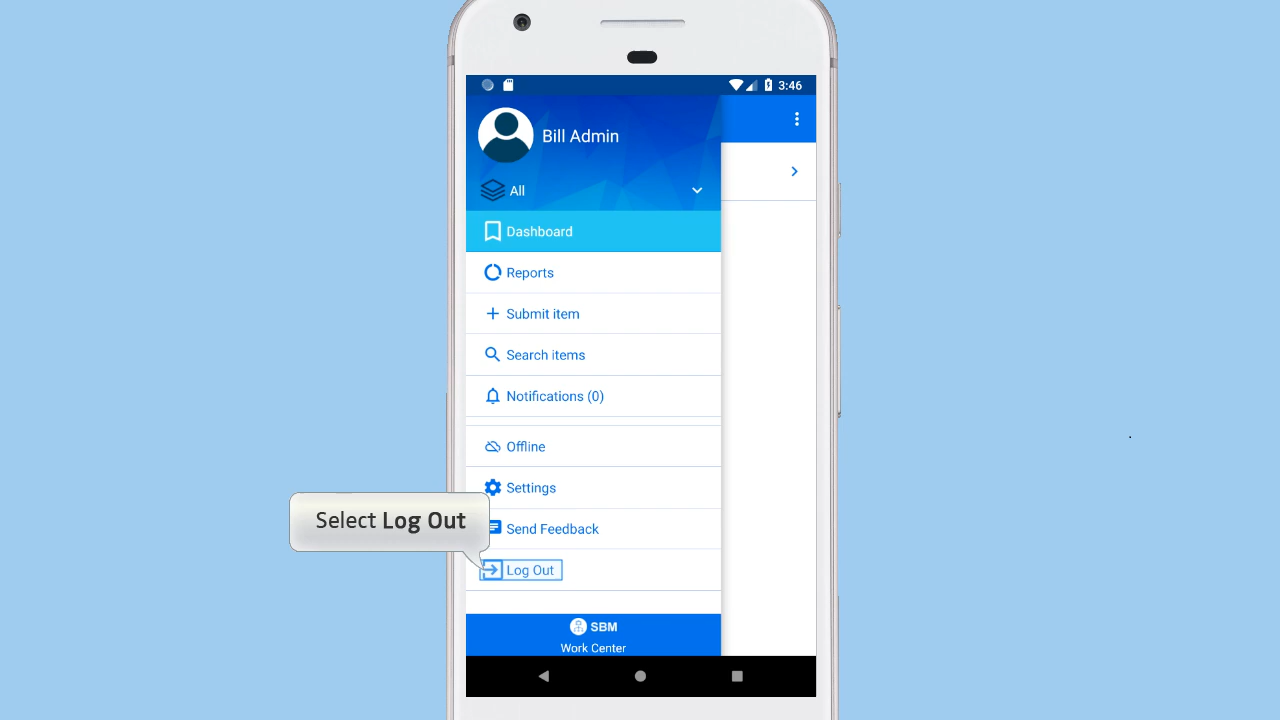 3:46
Bill Admin
All
Dashboard
Reports
Submit item
Search items
Notifications (0)
Offline
Settings
Select Log Out
Send Feedback
Log Out
SBM
Work Center